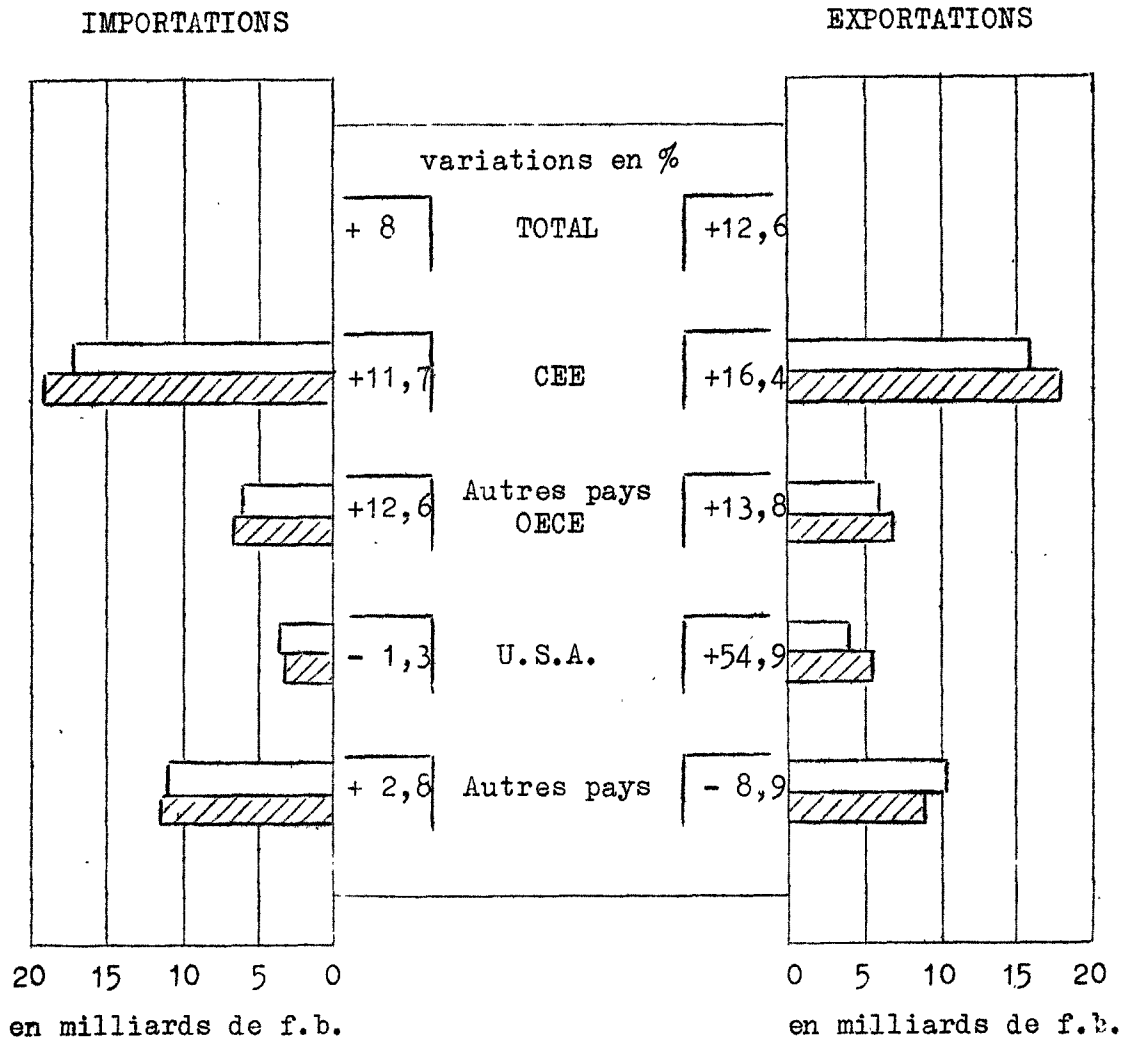 IMPORTATIONS
EXPORTATIONS
variations en %
+ 8 TOTAL +12,6
+11,7 CEE +16,4
+12,6 Autres pays OECE +13,8
- 1,3 U.S.A. +54,9
+ 2,8 Autres pays - 8,9
20 15 10 5 0
0 5 10 15 20
en milliards de f.b.
en milliards de f.b.